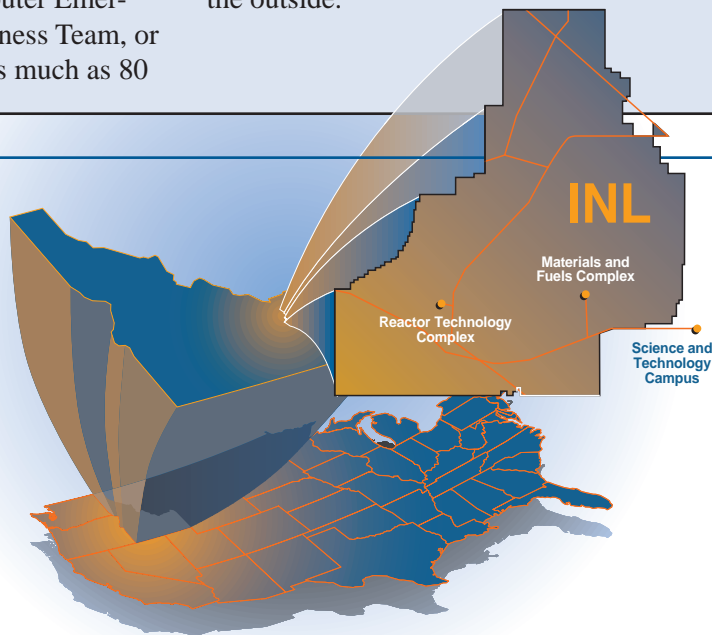 uter Emer-
ness Team, or
s much as 80
the outside.
INL
Materials and
Fuels Complex
Reactor Technology
Complex
Science and
Technology
Campus